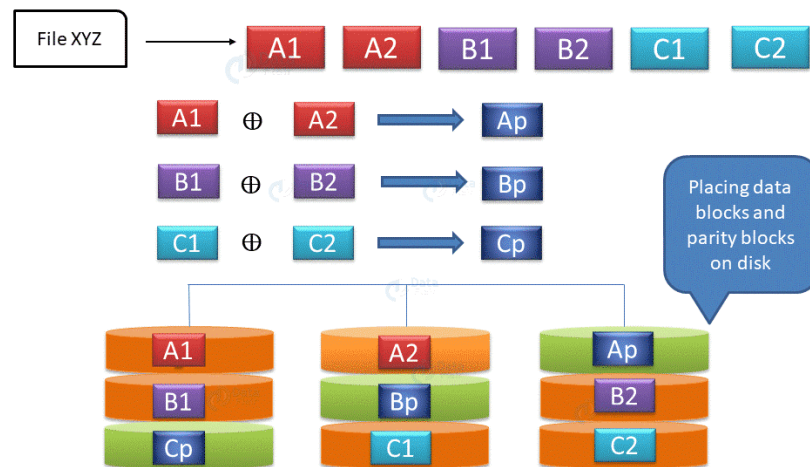 File XYZ A1 A2 B1 B2 C1 C2
A1 ⊕ A2 Ap
B1 ⊕ B2 Bp
C1 ⊕ C2 Cp
Placing data
blocks and
parity blocks
on disk
A1 A2 Ap
B1 Bp B2
Cp C1 C2